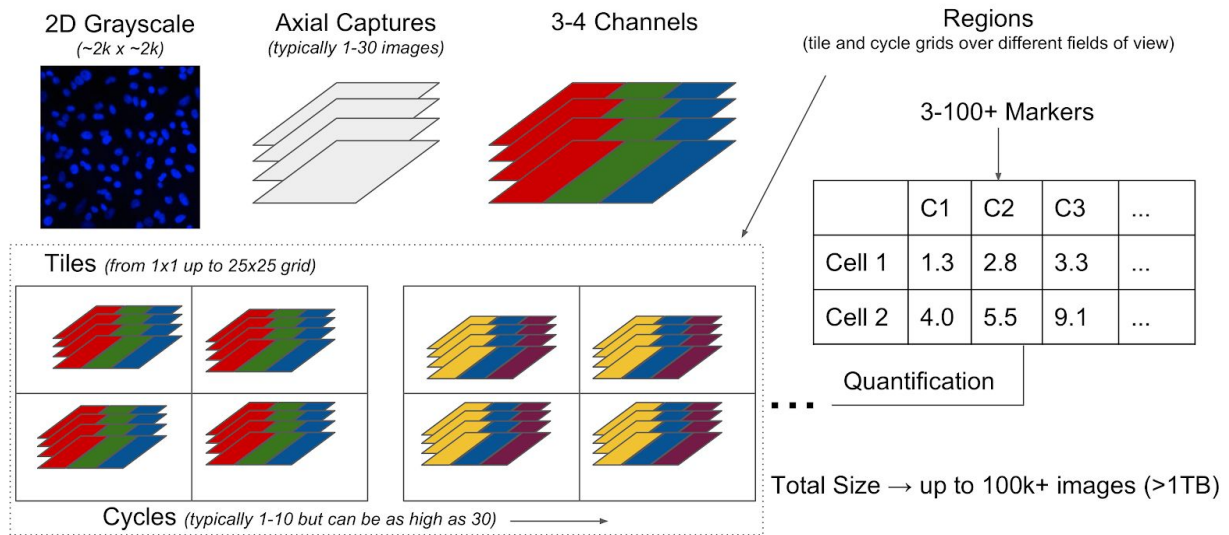 2D Grayscale
(~2k x ~2k)
Axial Captures
(typically 1-30 images)
3-4 Channels
Regions
(tile and cycle grids over different fields of view)
3-100+ Markers
C1 C2 C3 ...
Cell 1 1.3 2.8 3.3 ...
Cell 2 4.0 5.5 9.1 ...
Quantification
Tiles (from 1x1 up to 25x25 grid)
...
Cycles (typically 1-10 but can be as high as 30)
Total Size → up to 100k+ images (>1TB)